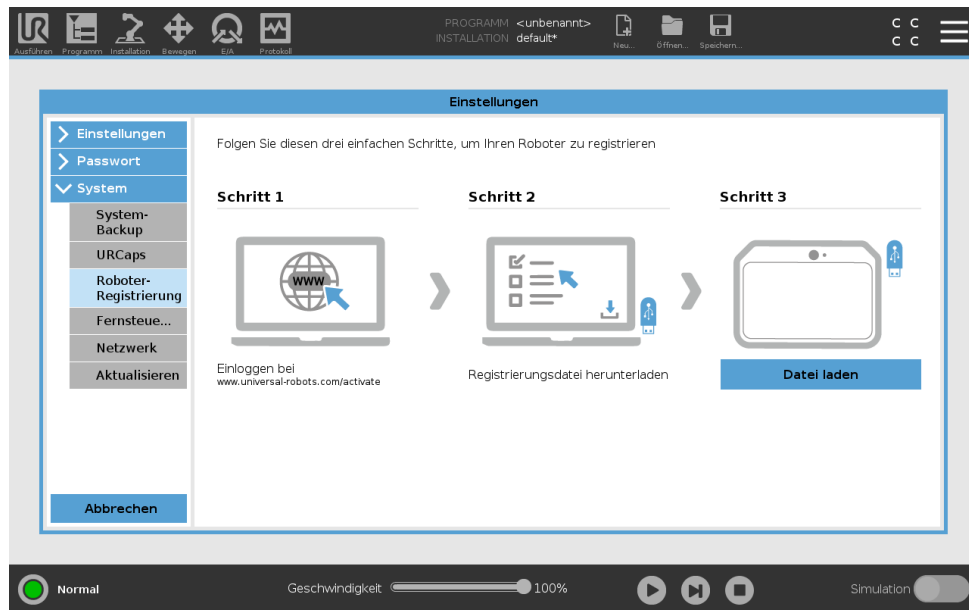 UR
PROGRAMM <unbenannt>
INSTALLATION default*
C C
C C
Ausführen Programm Installation Bewegen E/A Protokoll Neu... Öffnen... Speichern...
Einstellungen
Einstellungen
Passwort
System
System-
Backup
URCaps
Roboter-
Registrierung
Fernsteue...
Netzwerk
Aktualisieren
Abbrechen
Folgen Sie diesen drei einfachen Schritte, um Ihren Roboter zu registrieren
Schritt 1
WWW
Einloggen bei
www.universal-robots.com/activate
Schritt 2
Registrierungsdatei herunterladen
Schritt 3
Datei laden
Normal
Geschwindigkeit 100%
Simulation